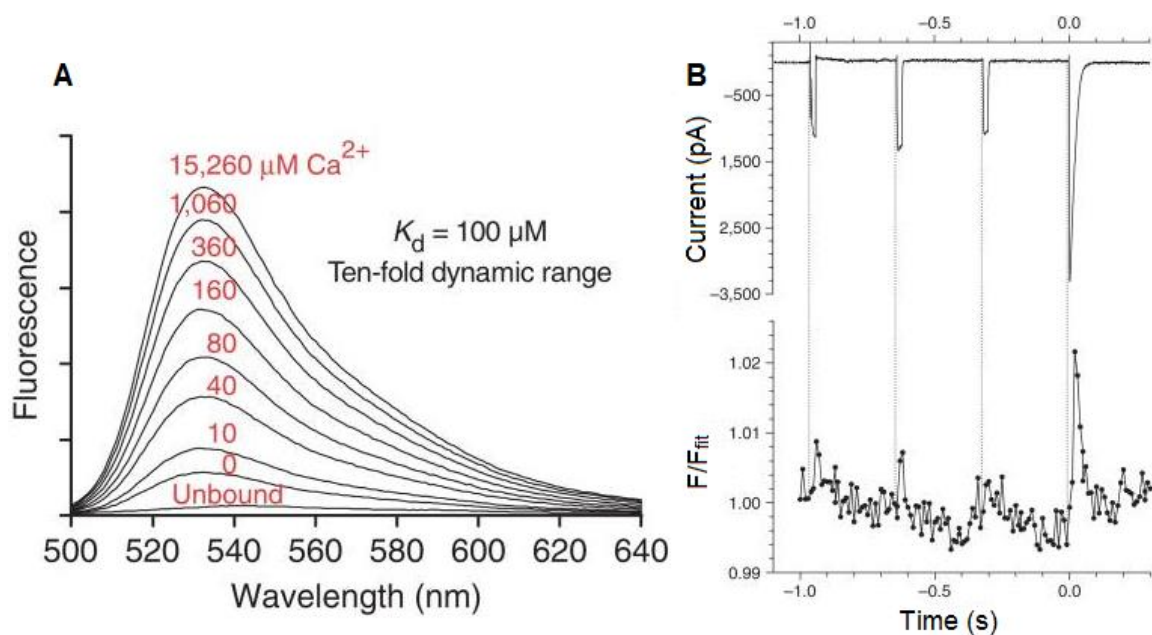 A
15,260 μM Ca2+
1,060
360
160
80
40
10
0
Unbound
Kd = 100 μM
Ten-fold dynamic range
Fluorescence
500 520 540 560 580 600 620 640
Wavelength (nm)
B
−1.0 −0.5 0.0
−500
1,500
2,500
−3,500
Current (pA)
1.02
1.01
1.00
0.99
F/Ffit
−1.0 −0.5 0.0
Time (s)